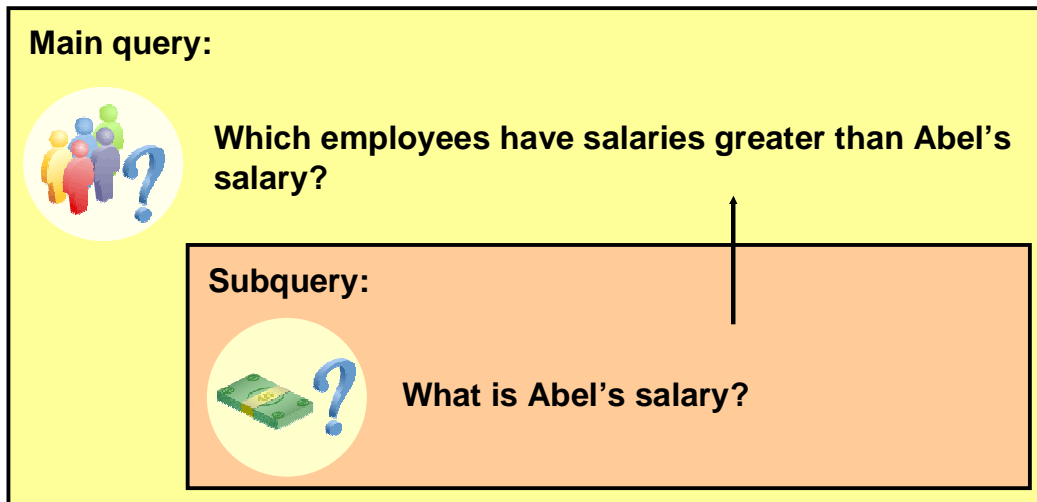 Main query:
Which employees have salaries greater than Abel’s
salary?
Subquery:
What is Abel’s salary?